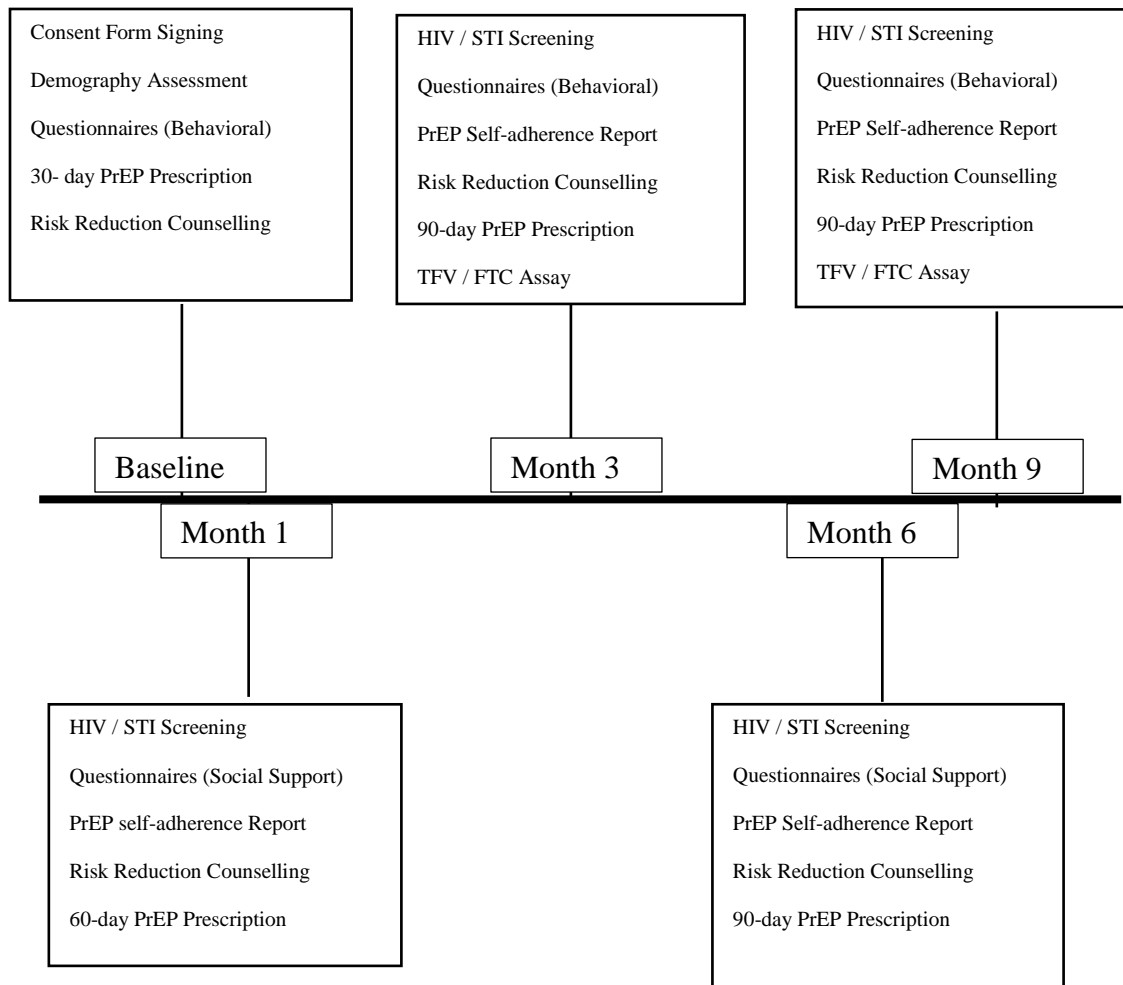 Consent Form Signing
Demography Assessment
Questionnaires (Behavioral)
30- day PrEP Prescription
Risk Reduction Counselling
HIV / STI Screening
Questionnaires (Behavioral)
PrEP Self-adherence Report
Risk Reduction Counselling
90-day PrEP Prescription
TFV / FTC Assay
HIV / STI Screening
Questionnaires (Behavioral)
PrEP Self-adherence Report
Risk Reduction Counselling
90-day PrEP Prescription
TFV / FTC Assay
Baseline
Month 3
Month 9
Month 1
Month 6
HIV / STI Screening
Questionnaires (Social Support)
PrEP self-adherence Report
Risk Reduction Counselling
60-day PrEP Prescription
HIV / STI Screening
Questionnaires (Social Support)
PrEP Self-adherence Report
Risk Reduction Counselling
90-day PrEP Prescription